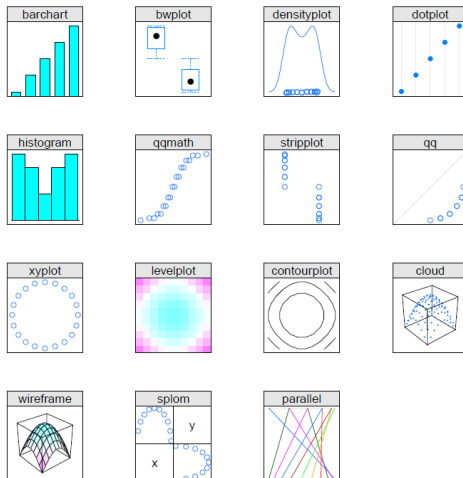 barchart
bwplot
densityplot
dotplot
histogram
qqmath
stripplot
qq
xyplot
levelplot
contourplot
cloud
wireframe
splom
parallel
y
x